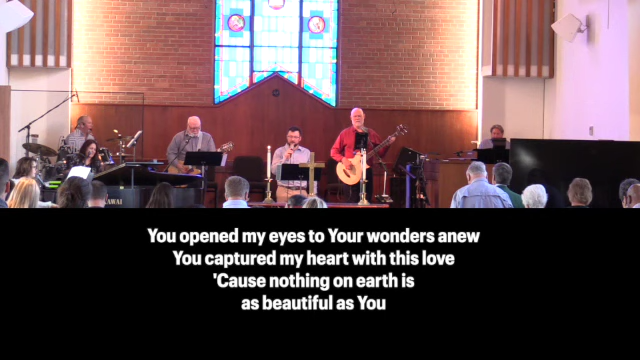 KAWAI
You opened my eyes to Your wonders anew
You captured my heart with this love
'Cause nothing on earth is
as beautiful as You